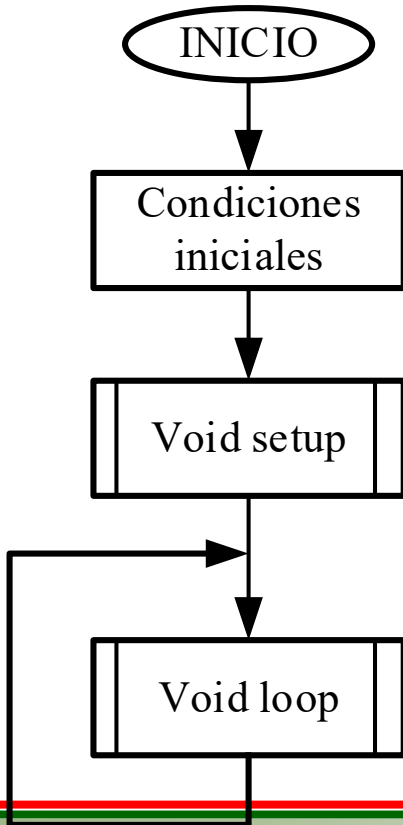 INICIO
Condiciones
iniciales
Void setup
Void loop